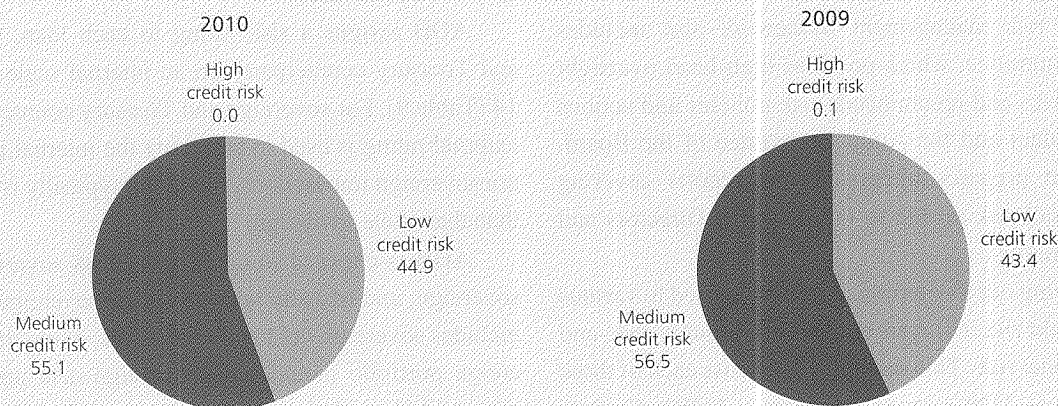 2010
High
credit risk
0.0
Low
credit risk
44.9
Medium
credit risk
55.1
2009
High
credit risk
0.1
Low
credit risk
43.4
Medium
credit risk
56.5